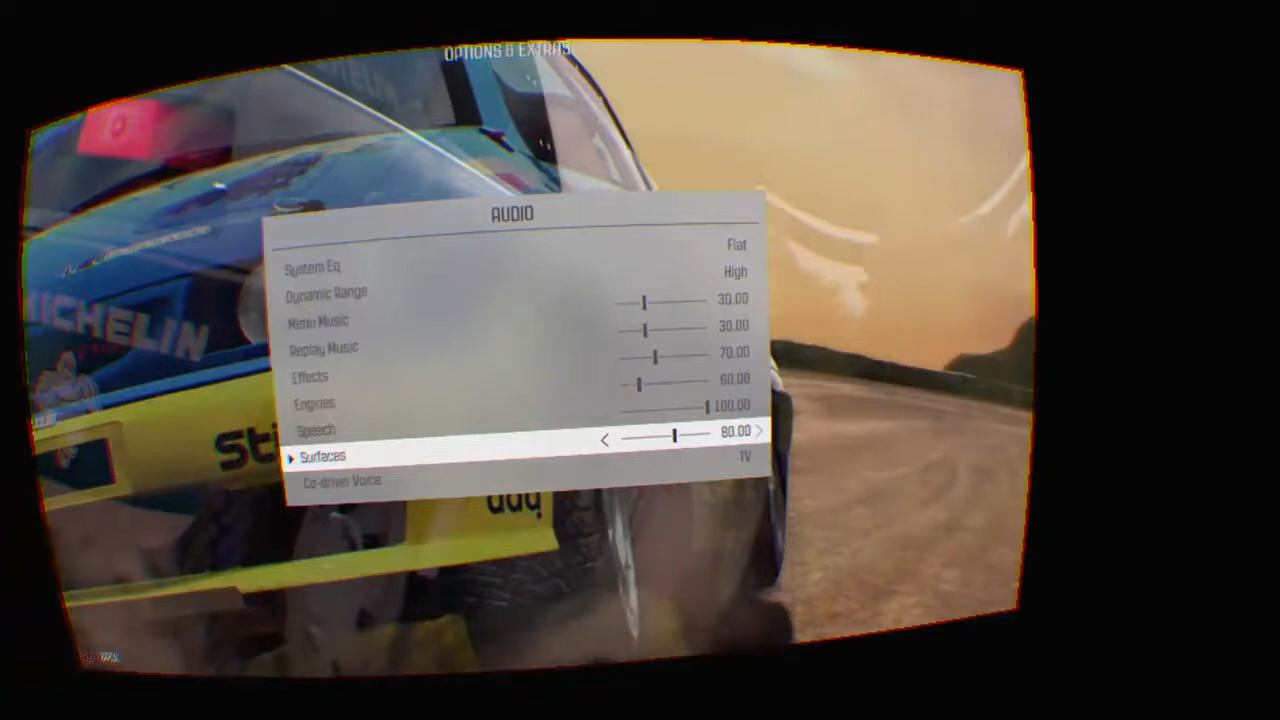 OPTIONS & EXTRAS
AUDIO
System Eq Flat
Dynamic Range High
Menu Music 30.00
Replay Music 30.00
Effects 70.00
Engines 60.00
Speech 100.00
Surfaces 80.00
Co-driver Voice TV
MICHELIN